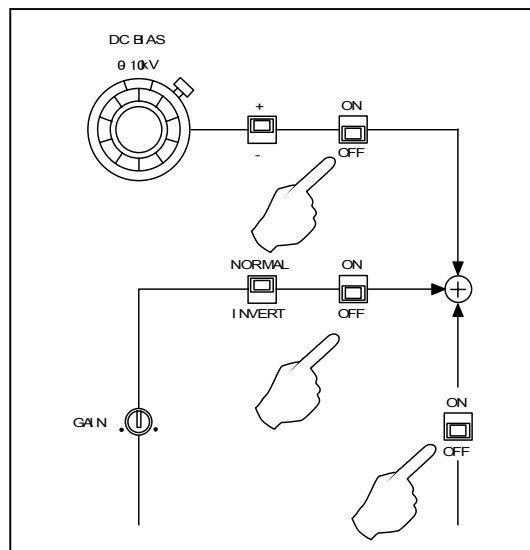 DC BIAS
0-10kV
+
-
ON
OFF
NORMAL
INVERT
ON
OFF
GAIN
ON
OFF